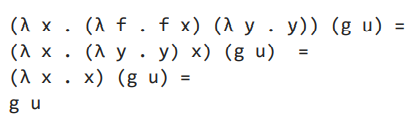 (λ x . (λ f . f x) (λ y . y)) (g u) =
(λ x . (λ y . y) x) (g u)  =
(λ x . x) (g u) =
g u